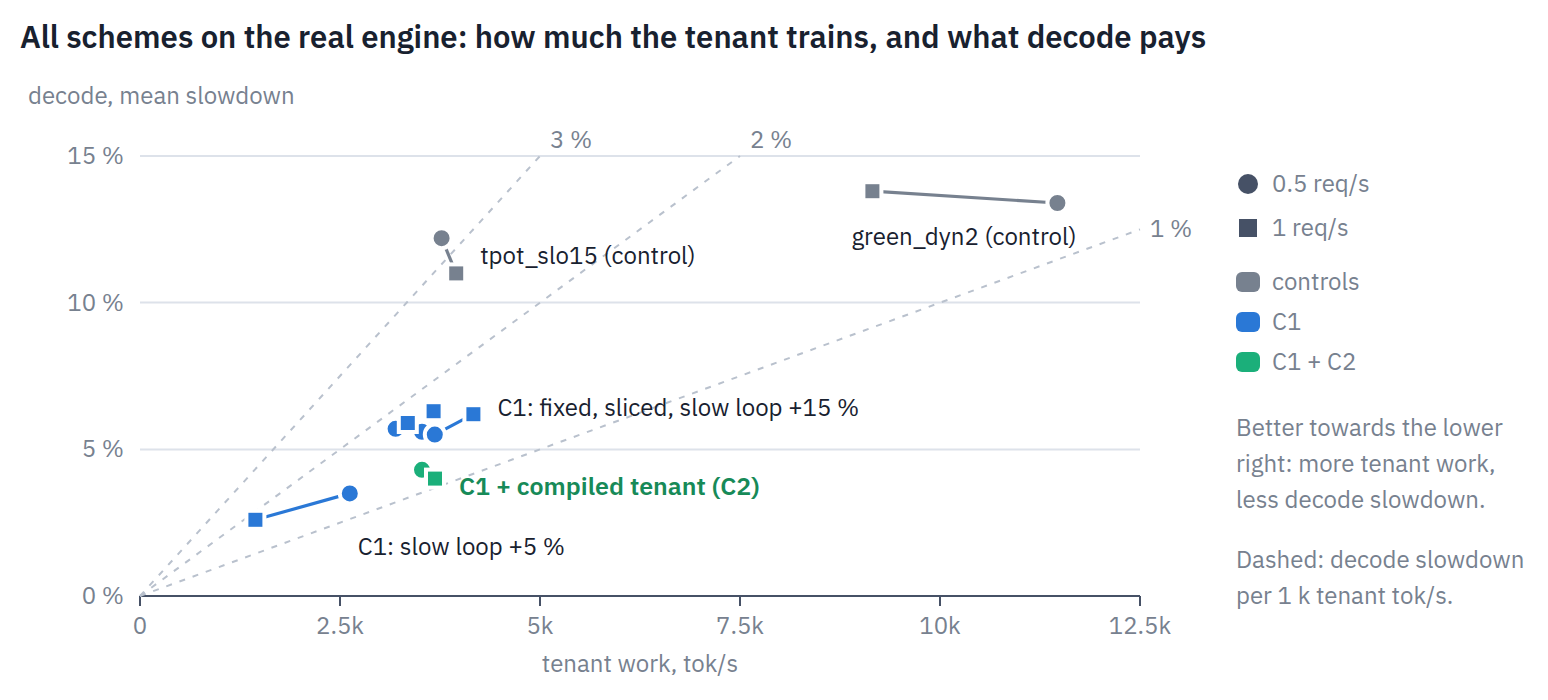 All schemes on the real engine: how much the tenant trains, and what decode pays
decode, mean slowdown
3 %
2 %
15 %
0.5 req/s
1 req/s
1 %
green_dyn2 (control)
tpot_slo15 (control)
controls
10 %
C1
C1 + C2
C1: fixed, sliced, slow loop +15 %
Better towards the lower
right: more tenant work,
less decode slowdown.
5 %
C1 + compiled tenant (C2)
C1: slow loop +5 %
Dashed: decode slowdown
per 1 k tenant tok/s.
0 %
0
2.5k
5k
7.5k
10k
12.5k
tenant work, tok/s